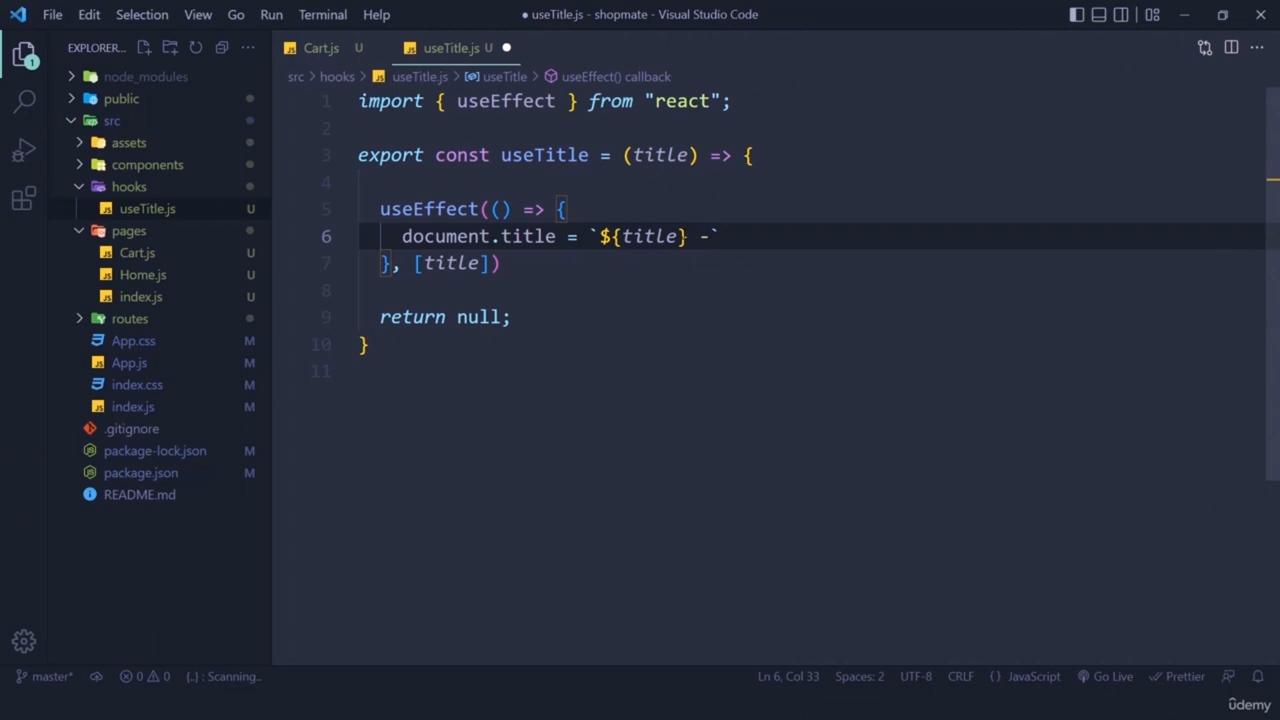 File Edit Selection View Go Run Terminal Help
● useTitle.js - shopmate - Visual Studio Code
EXPLORER...
Cart.js U
useTitle.js U
src > hooks > useTitle.js > useTitle > useEffect() callback
1
node_modules
public
src
assets
components
hooks
useTitle.js U
pages
Cart.js U
Home.js U
index.js U
routes
App.css M
App.js M
index.css M
index.js M
.gitignore
package-lock.json M
package.json M
README.md
1 import { useEffect } from "react";
2
3 export const useTitle = (title) => {
4
5 useEffect(() => {
6 document.title = `${title} -`
7 }, [title])
8
9 return null;
10 }
11
master* 0 0 {..} : Scanning.. Ln 6, Col 33 Spaces: 2 UTF-8 CRLF {} JavaScript Go Live Prettier
ûdemy